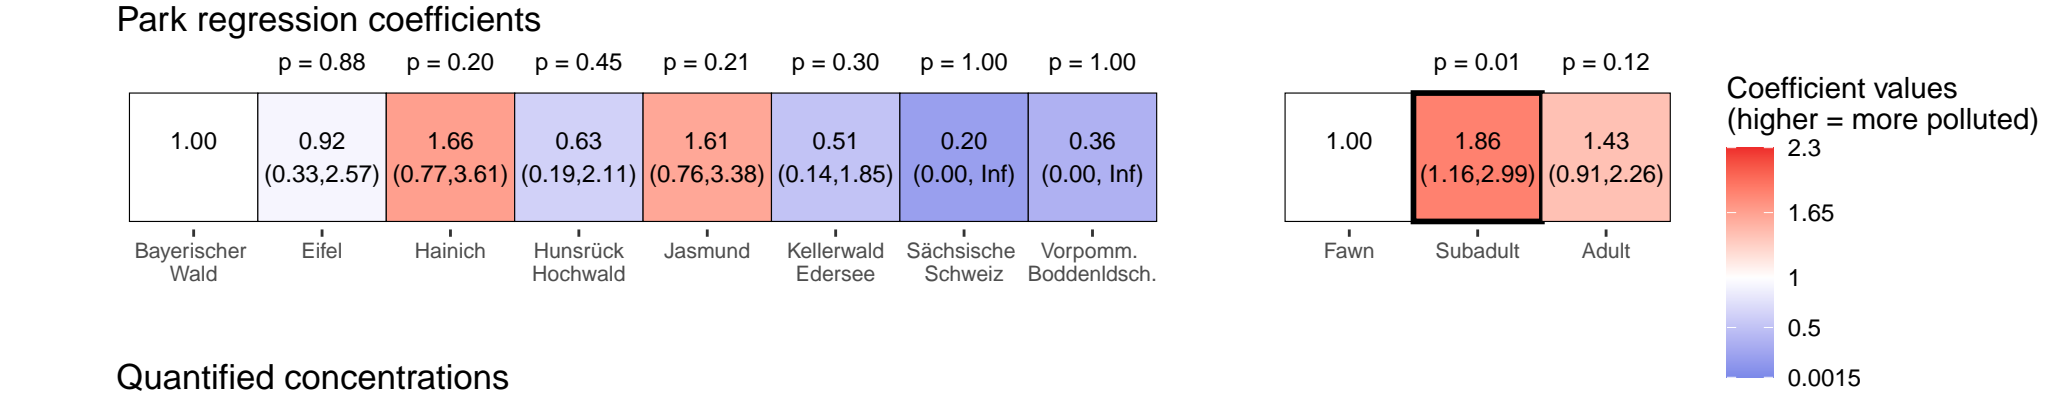 Park regression coefficients
p = 0.88 p = 0.20 p = 0.45 p = 0.21 p = 0.30 p = 1.00 p = 1.00 p = 0.01 p = 0.12
1.00 0.92 1.66 0.63 1.61 0.51 0.20 0.36 1.00 1.86 1.43
(0.33,2.57) (0.77,3.61) (0.19,2.11) (0.76,3.38) (0.14,1.85) (0.00, Inf) (0.00, Inf) (1.16,2.99) (0.91,2.26)
Bayerischer Eifel Hainich Hunsrück Jasmund Kellerwald Sächsische Vorpomm. Fawn Subadult Adult
Wald Hochwald Edersee Schweiz Boddenldsch.
Coefficient values
(higher = more polluted)
2.3
1.65
1
0.5
0.0015
Quantified concentrations